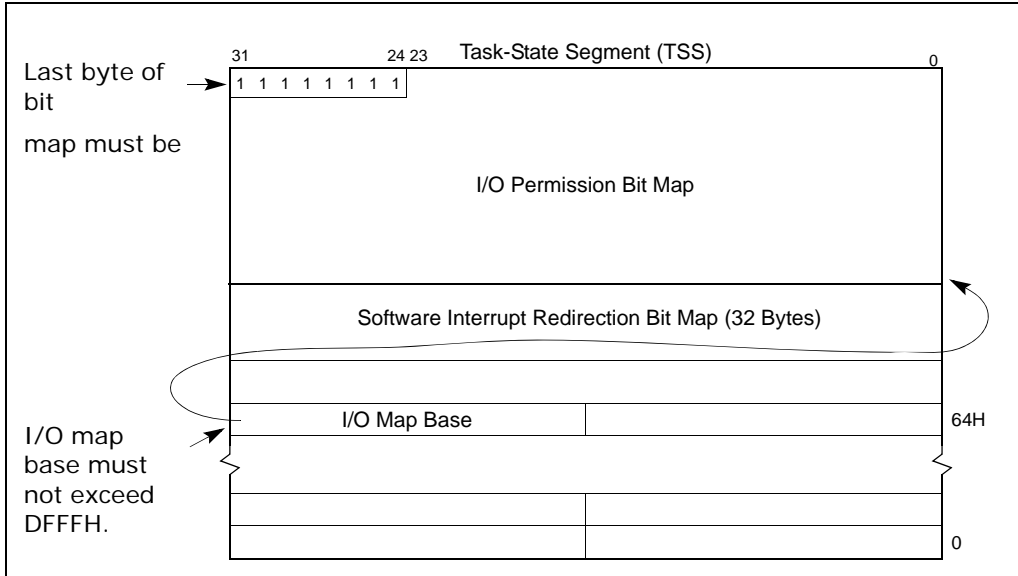 Task-State Segment (TSS)
31
24 23
0
Last byte of
bit
map must be
1 1 1 1 1 1 1 1
I/O Permission Bit Map
Software Interrupt Redirection Bit Map (32 Bytes)
I/O Map Base
64H
I/O map
base must
not exceed
DFFFH.
0